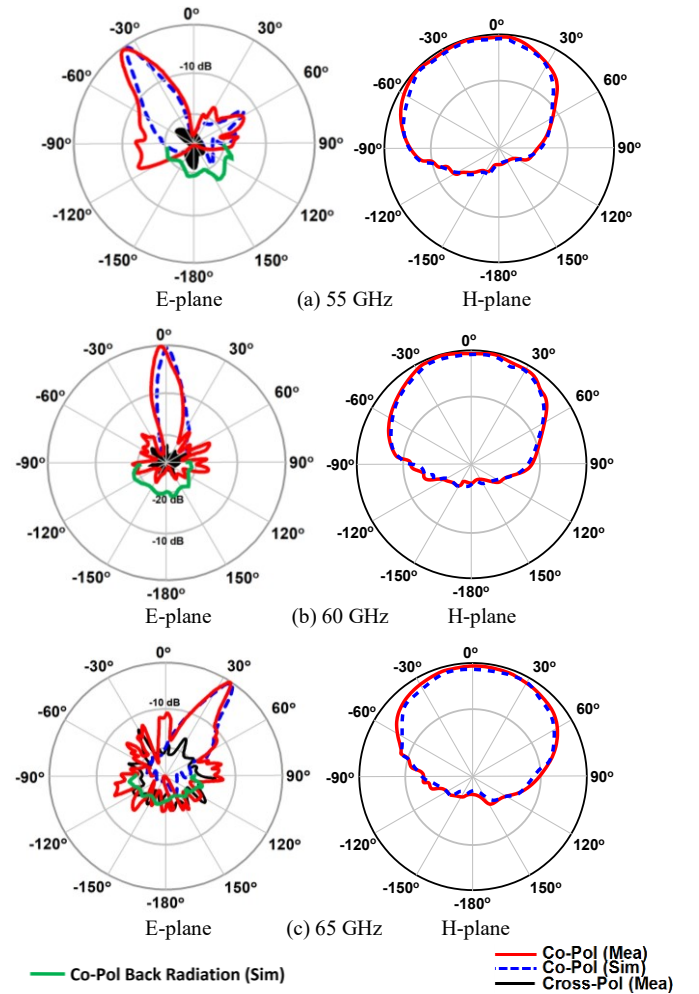 0º
-30º
30º
-10 dB
-60º
60º
-90º
90º
-120º
120º
-150º
150º
-180º
0º
-30º
30º
-60º
60º
-90º
90º
-120º
120º
-150º
150º
-180º
E-plane (a) 55 GHz H-plane
0º
-30º
30º
-60º
60º
-90º
90º
-20 dB
-10 dB
-120º
120º
-150º
150º
-180º
0º
-30º
30º
-60º
60º
-90º
90º
-120º
120º
-150º
150º
-180º
E-plane (b) 60 GHz H-plane
0º
-30º
30º
-10 dB
-60º
60º
-90º
90º
-120º
120º
-150º
150º
-180º
0º
-30º
30º
-60º
60º
-90º
90º
-120º
120º
-150º
150º
-180º
E-plane (c) 65 GHz H-plane
Co-Pol Back Radiation (Sim)
Co-Pol (Mea)
Co-Pol (Sim)
Cross-Pol (Mea)